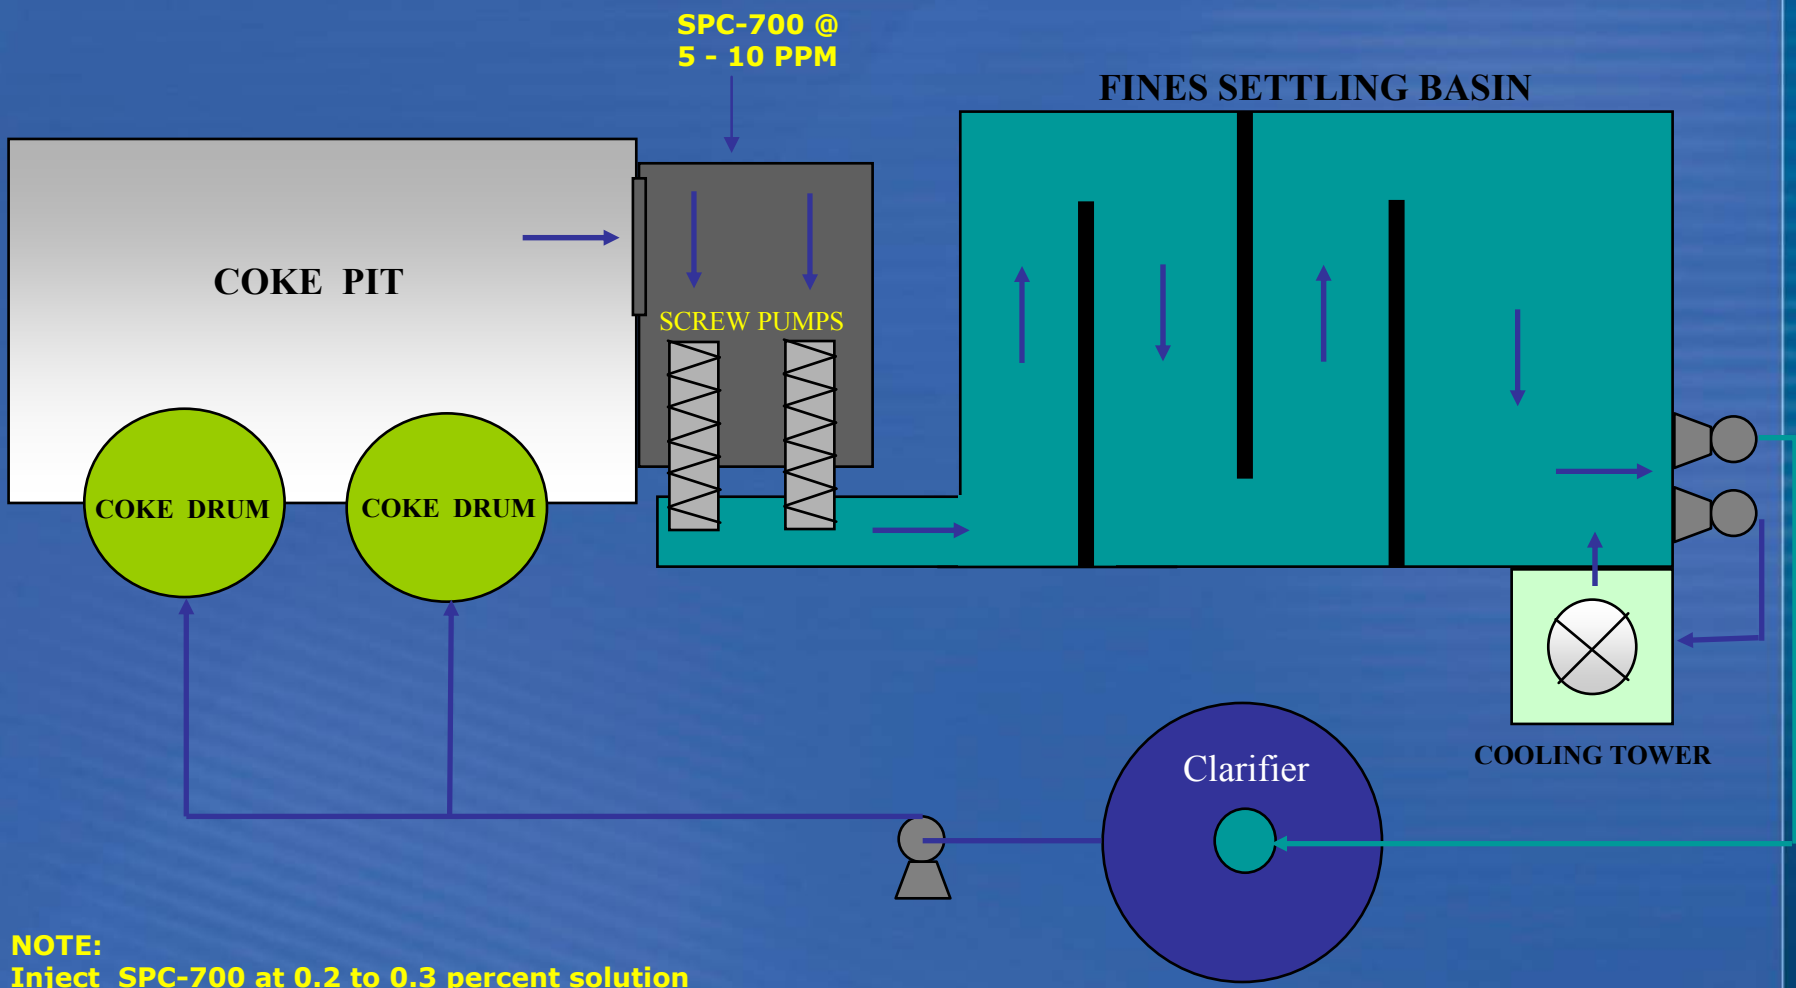 SPC-700 @
5 - 10 PPM
FINES SETTLING BASIN
COKE PIT
SCREW PUMPS
COKE DRUM
COKE DRUM
COOLING TOWER
Clarifier
NOTE:
Inject SPC-700 at 0.2 to 0.3 percent solution